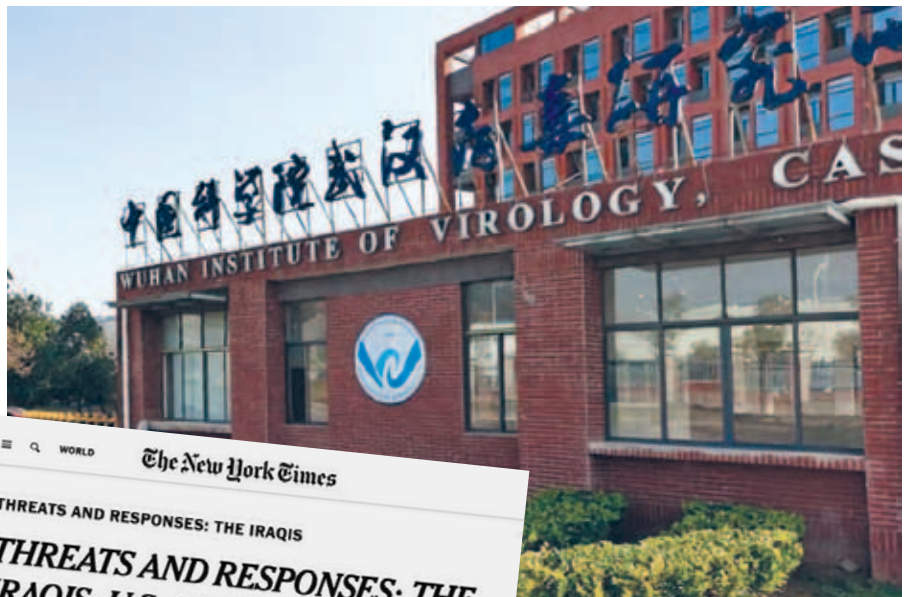 中国科学院武汉病毒研究所
WUHAN INSTITUTE OF VIROLOGY, CAS
WORLD
The New York Times
THREATS AND RESPONSES: THE IRAQIS
THREATS AND RESPONSES: THE